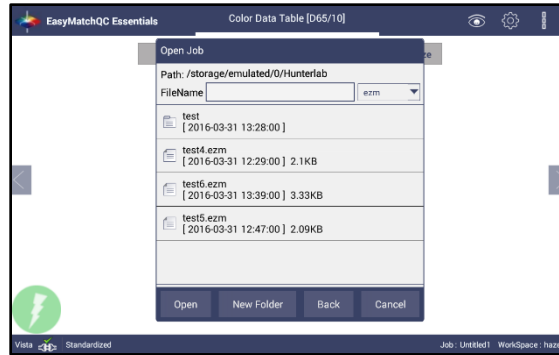 EasyMatchQC Essentials
Color Data Table [D65/10]
Open Job
Path: /storage/emulated/0/Hunterlab
FileName
ezm
test
[ 2016-03-31 13:28:00 ]
test4.ezm
[ 2016-03-31 12:29:00 ] 2.1KB
test6.ezm
[ 2016-03-31 13:39:00 ] 3.33KB
test5.ezm
[ 2016-03-31 12:47:00 ] 2.09KB
Open New Folder Back Cancel
Vista Standardized Job : Untitled1 WorkSpace : haze